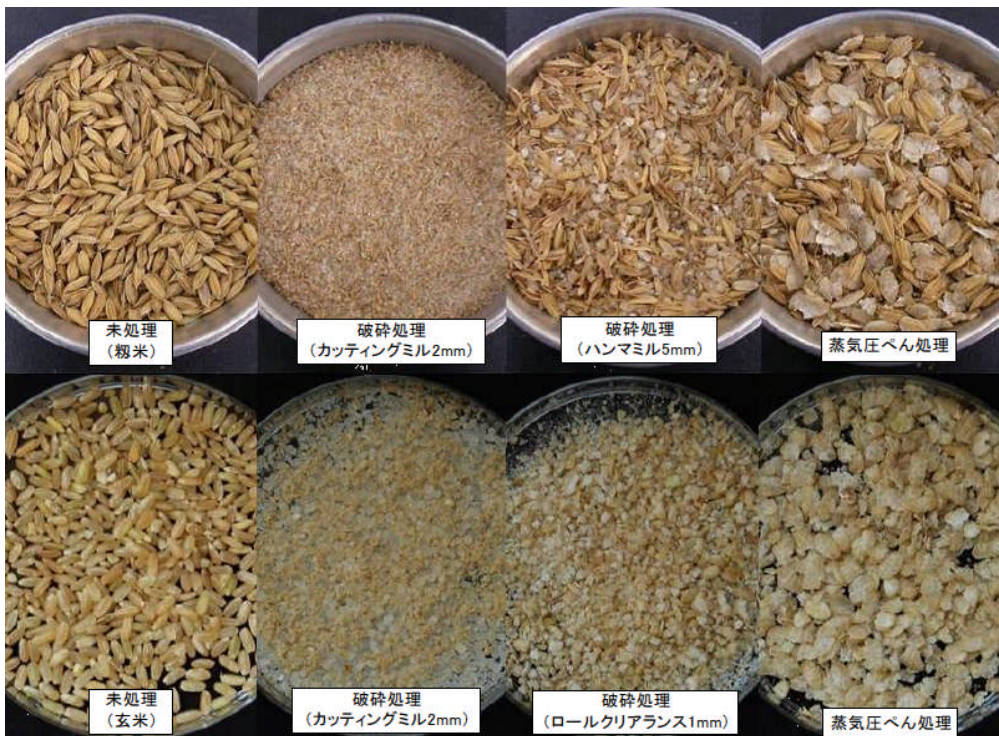 未処理
(籾米)
破砕処理
(カッティングミル2mm)
破砕処理
(ハンマミル5mm)
蒸気圧ぺん処理
未処理
(玄米)
破砕処理
(カッティングミル2mm)
破砕処理
(ロールクリアランス1mm)
蒸気圧ぺん処理